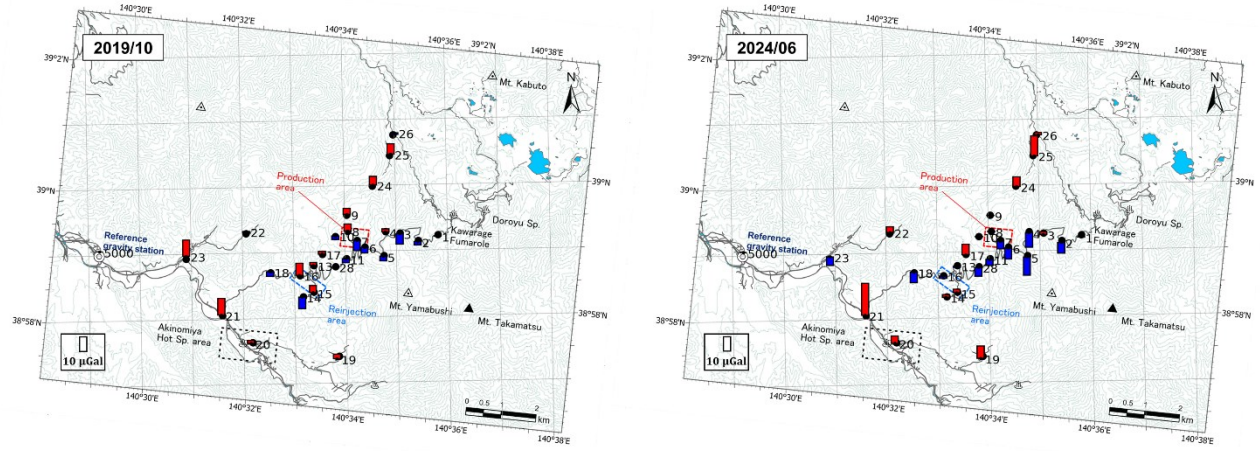 140°32'E
140°34'E
140°36'E
39°2'N
140°38'E
2019/10
39°2'N
N
Mt. Kabuto
26
25
39°N
Production
area
24
39°N
9
Doroyu Sp.
8
Kawarage
Fumarole
22
10
4
3
1
Reference
gravity station
7
6
2
5000
23
17
11
5
13
28
18
16
15
14
Mt. Yamabushi
38°58'N
Reinjection
area
Mt. Takamatsu
38°58'N
21
Akinomiya
Hot Sp. area
20
10 μGal
19
0 0.5 1 2
km
140°30'E
140°32'E
140°34'E
140°36'E
140°38'E
140°32'E
140°34'E
140°36'E
39°2'N
140°38'E
2024/06
39°2'N
N
Mt. Kabuto
26
25
39°N
Production
area
24
39°N
9
Doroyu Sp.
8
Kawarage
Fumarole
22
10
4
3
1
Reference
gravity station
7
6
2
5000
23
17
11
5
13
28
18
16
15
14
Mt. Yamabushi
38°58'N
Reinjection
area
Mt. Takamatsu
38°58'N
21
Akinomiya
Hot Sp. area
20
10 μGal
19
0 0.5 1 2
km
140°30'E
140°32'E
140°34'E
140°36'E
140°38'E